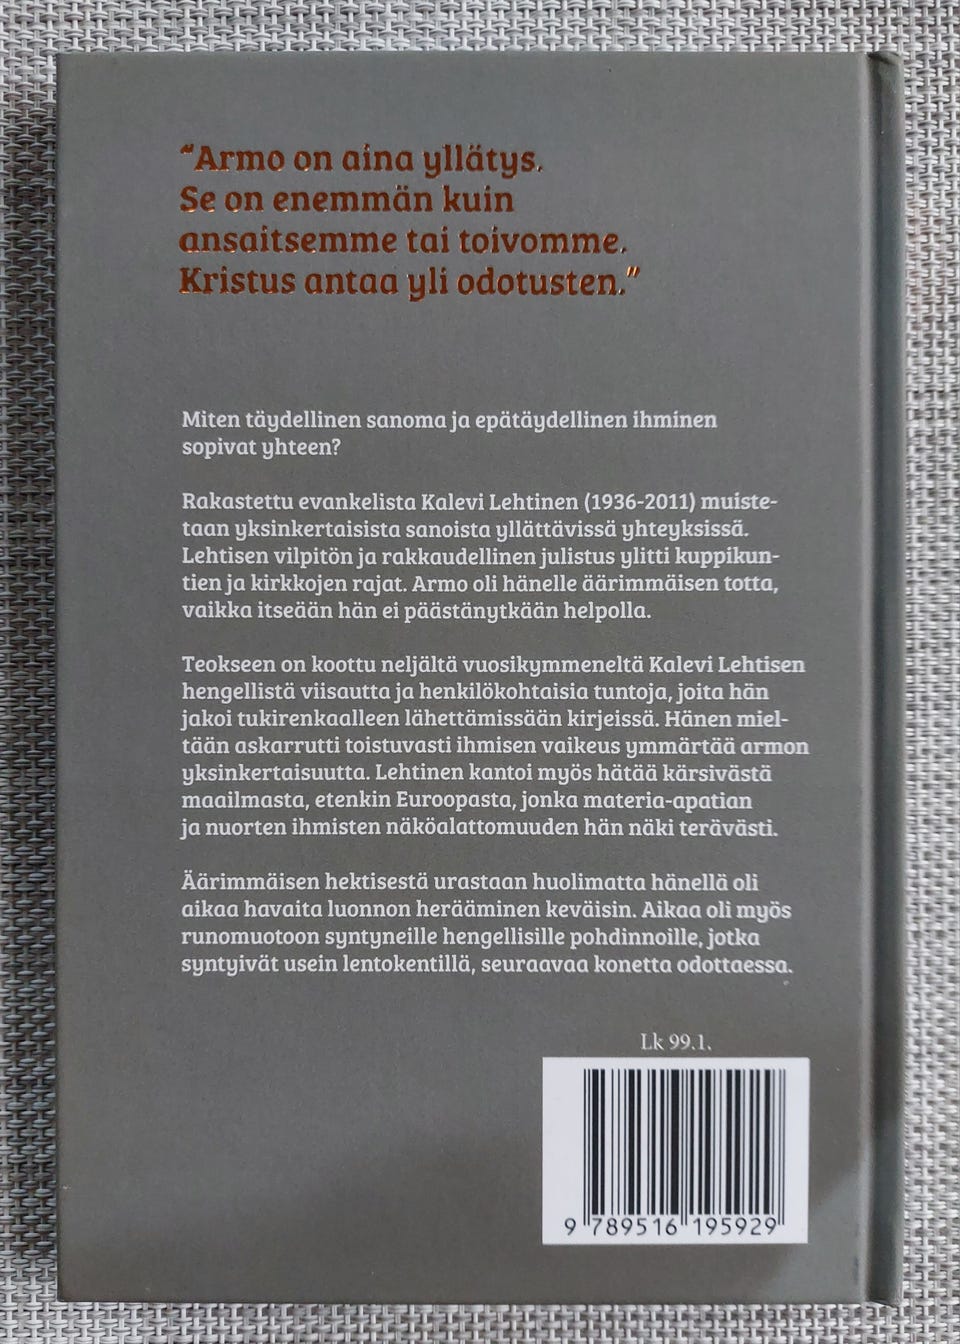 “Armo on aina yllätys.
Se on enemmän kuin
ansaitsemme tai toivomme.
Kristus antaa yli odotusten.”
Miten täydellinen sanoma ja epätäydellinen ihminen
sopivat yhteen?
Rakastettu evankelista Kalevi Lehtinen (1936-2011) muiste-
taan yksinkertaisista sanoista yllättävissä yhteyksissä.
Lehtisen vilpitön ja rakkaudellinen julistus ylitti kuppikun-
tien ja kirkkojen rajat. Armo oli hänelle äärimmäisen totta,
vaikka itseään hän ei päästänytkään helpolla.
Teokseen on koottu neljältä vuosikymmeneltä Kalevi Lehtisen
hengellistä viisautta ja henkilökohtaisia tuntoja, joita hän
jakoi tukirenkaalleen lähettämissään kirjeissä. Hänen miel-
tään askarrutti toistuvasti ihmisen vaikeus ymmärtää armon
yksinkertaisuutta. Lehtinen kantoi myös hätää kärsivästä
maailmasta, etenkin Euroopasta, jonka materia-apatian
ja nuorten ihmisten näköalattomuuden hän näki terävästi.
Äärimmäisen hektisestä urastaan huolimatta hänellä oli
aikaa havaita luonnon herääminen keväisin. Aikaa oli myös
runomuotoon syntyneille hengellisille pohdinnoille, jotka
syntyivät usein lentokentillä, seuraavaa konetta odottaessa.
Lk 99.1.
9 789516 195929